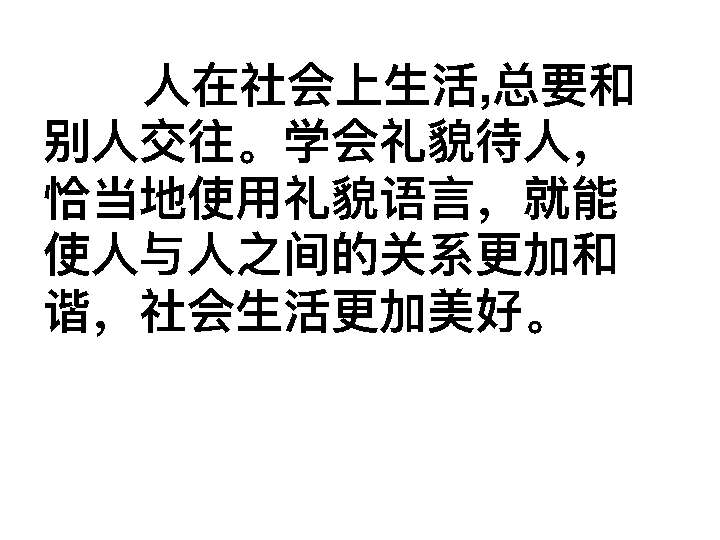 人在社会上生活,总要和
别人交往。学会礼貌待人，
恰当地使用礼貌语言，就能
使人与人之间的关系更加和
谐，社会生活更加美好。